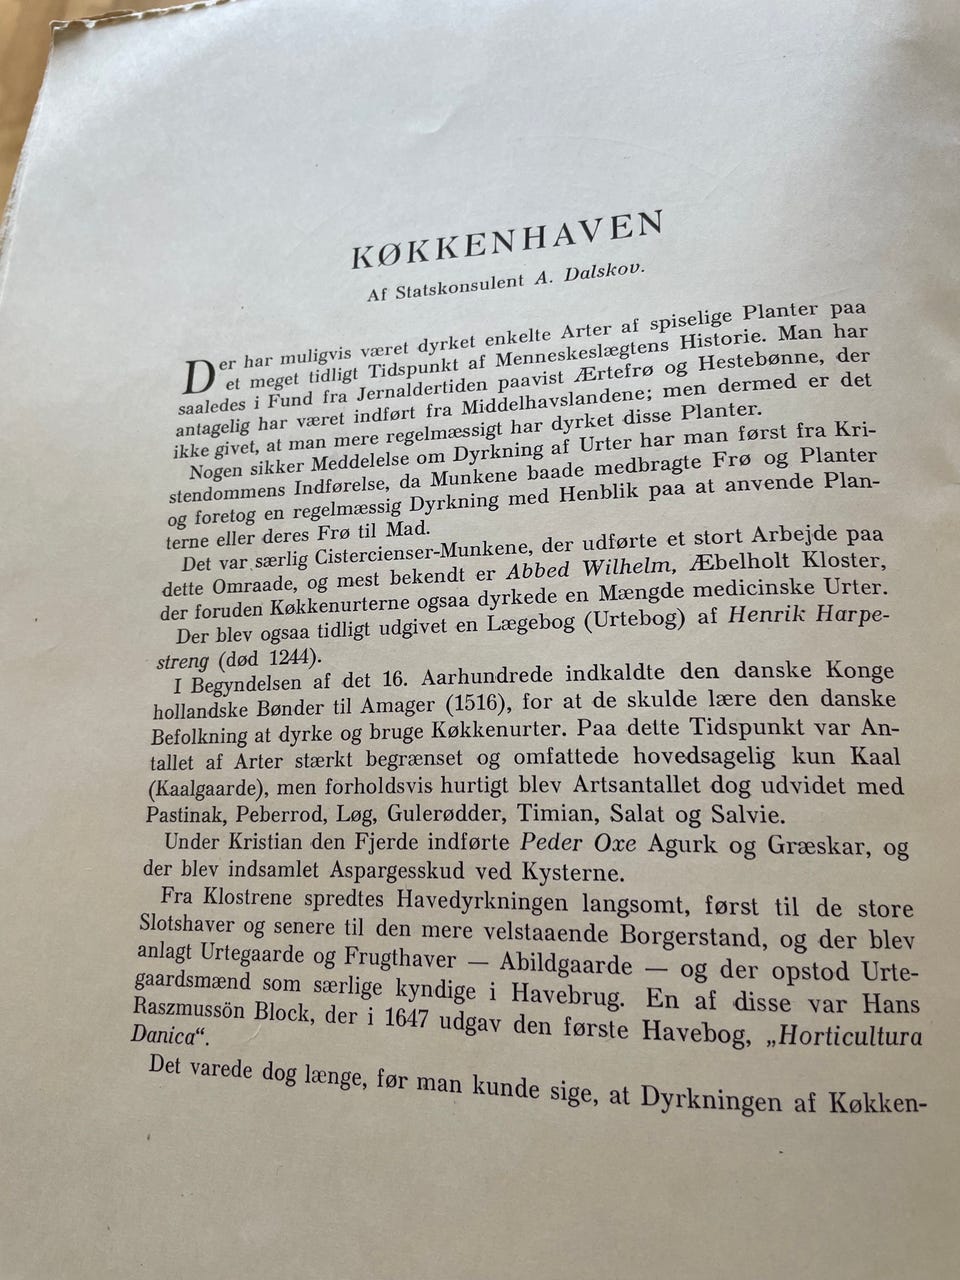 KØKKENHAVEN
Af Statskonsulent A. Dalskov.
Der har muligvis været dyrket enkelte Arter af spiselige Planter paa
et meget tidligt Tidspunkt af Menneskeslægtens Historie. Man har
saaledes i Fund fra Jernaldertiden paavist Ærtefrø og Hestebønne, der
antagelig har været indført fra Middelhavslandene; men dermed er det
ikke givet, at man mere regelmæssigt har dyrket disse Planter.
Nogen sikker Meddelelse om Dyrkning af Urter har man først fra Kri-
stendommens Indførelse, da Munkene baade medbragte Frø og Planter
og foretog en regelmæssig Dyrkning med Henblik paa at anvende Plan-
terne eller deres Frø til Mad.
Det var særlig Cistercienser-Munkene, der udførte et stort Arbejde paa
dette Omraade, og mest bekendt er Abbed Wilhelm, Æbelholt Kloster,
der foruden Køkkenurterne ogsaa dyrkede en Mængde medicinske Urter.
Der blev ogsaa tidligt udgivet en Lægebog (Urtebog) af Henrik Harpe-
streng (død 1244).
I Begyndelsen af det 16. Aarhundrede indkaldte den danske Konge
hollandske Bønder til Amager (1516), for at de skulde lære den danske
Befolkning at dyrke og bruge Køkkenurter. Paa dette Tidspunkt var An-
tallet af Arter stærkt begrænset og omfattede hovedsagelig kun Kaal
(Kaalgaarde), men forholdsvis hurtigt blev Artsantallet dog udvidet med
Pastinak, Peberrod, Løg, Gulerødder, Timian, Salat og Salvie.
Under Kristian den Fjerde indførte Peder Oxe Agurk og Græskar, og
der blev indsamlet Aspargesskud ved Kysterne.
Fra Klostrene spredtes Havedyrkningen langsomt, først til de store
Slotshaver og senere til den mere velstaaende Borgerstand, og der blev
anlagt Urtegaarde og Frugthaver — Abildgaarde — og der opstod Urte-
gaardsmænd som særlige kyndige i Havebrug. En af disse var Hans
Raszmussön Block, der i 1647 udgav den første Havebog, „Horticultura
Danica“.
Det varede dog længe, før man kunde sige, at Dyrkningen af Køkken-